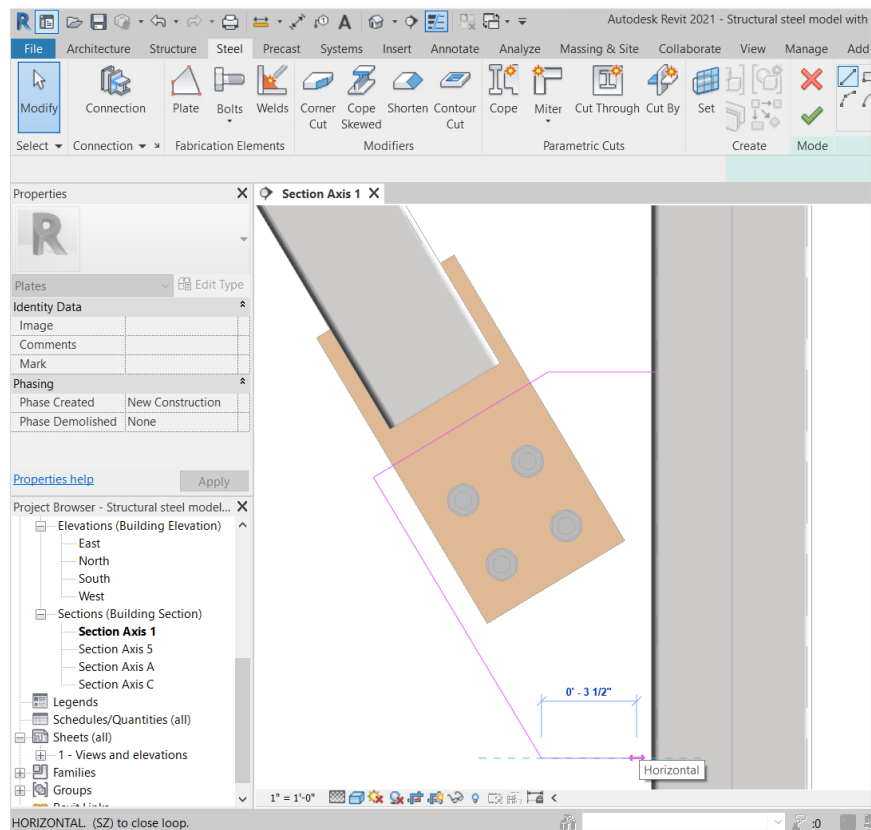 Autodesk Revit 2021 - Structural steel model with
File Architecture Structure Steel Precast Systems Insert Annotate Analyze Massing & Site Collaborate View Manage Add-
Modify Connection Plate Bolts Welds Corner Cut Cope Skewed Shorten Contour Cut Cope Miter Cut Through Cut By Set
Select Connection Fabrication Elements Modifiers Parametric Cuts Create Mode
Properties
Section Axis 1
Plates
Edit Type
Identity Data
Image
Comments
Mark
Phasing
Phase Created New Construction
Phase Demolished None
Properties help
Apply
Project Browser - Structural steel model...
Elevations (Building Elevation)
East
North
South
West
Sections (Building Section)
Section Axis 1
Section Axis 5
Section Axis A
Section Axis C
Legends
Schedules/Quantities (all)
Sheets (all)
1 - Views and elevations
Families
Groups
Revit Links
0' - 3 1/2"
Horizontal
1" = 1'-0"
HORIZONTAL. (SZ) to close loop.
:0